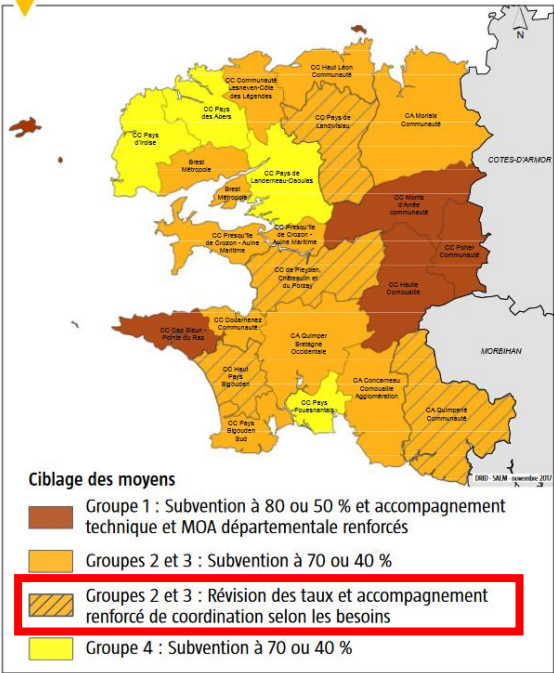 N
CC Haut Léon
Communauté
CC Communauté
Lesneven-Côte
des Légendes
CC Pays
des Abers
CC Pays de
Landivisiau
CA Morlaix
Communauté
CC Pays
d'Iroise
COTES-D'ARMOR
Brest
Métropole
CC Pays de
Landerneau-Daoulas
Brest
Métropole
CC Monts
d'Arrée
communauté
CC Presqu'île
de Crozon - Aulne
Maritime
CC Presqu'île
de Crozon -
Aulne Maritime
CC Poher
Communauté
CC de Pleyben,
Châteaulin et
du Porzay
CC Haute
Cornouaille
CC Douarnenez
Communauté
CC Cap Sizun -
Pointe du Raz
CA Quimper
Bretagne
Occidentale
MORBIHAN
CC Haut
Pays
Bigouden
CA Concarneau
Cornouaille
Agglomération
CC Pays
Fouesnantais
CA Quimperlé
Communauté
CC Pays
Bigouden
Sud
DRID - SAEM - novembre 2017
Ciblage des moyens
Groupe 1 : Subvention à 80 ou 50 % et accompagnement
technique et MOA départementale renforcés
Groupes 2 et 3 : Subvention à 70 ou 40 %
Groupes 2 et 3 : Révision des taux et accompagnement
renforcé de coordination selon les besoins
Groupe 4 : Subvention à 70 ou 40 %